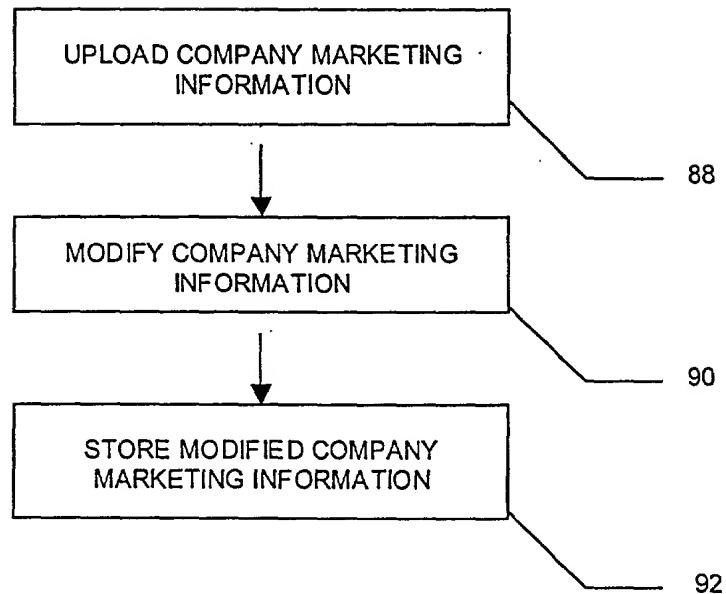 UPLOAD COMPANY MARKETING
INFORMATION
88
MODIFY COMPANY MARKETING
INFORMATION
90
STORE MODIFIED COMPANY
MARKETING INFORMATION
92